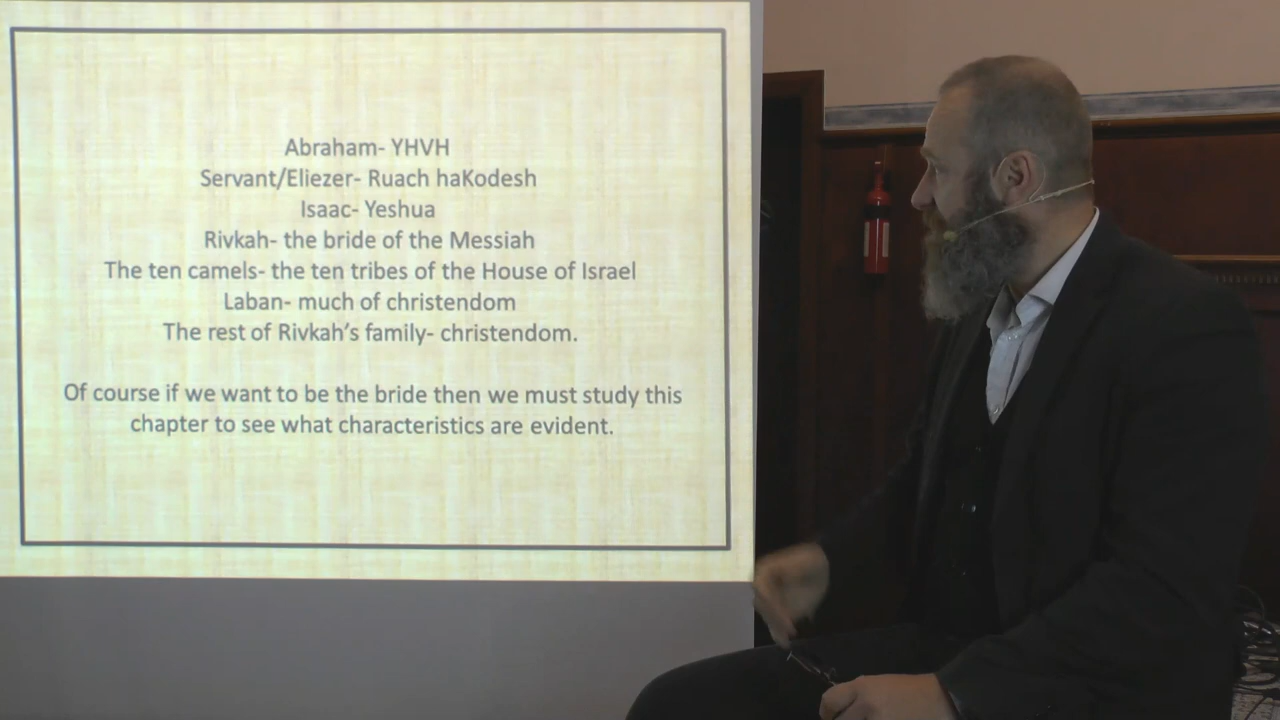 Abraham- YHVH
Servant/Eliezer- Ruach haKodesh
Isaac- Yeshua
Rivkah- the bride of the Messiah
The ten camels- the ten tribes of the House of Israel
Laban- much of christendom
The rest of Rivkah's family- christendom.
Of course if we want to be the bride then we must study this
chapter to see what characteristics are evident.